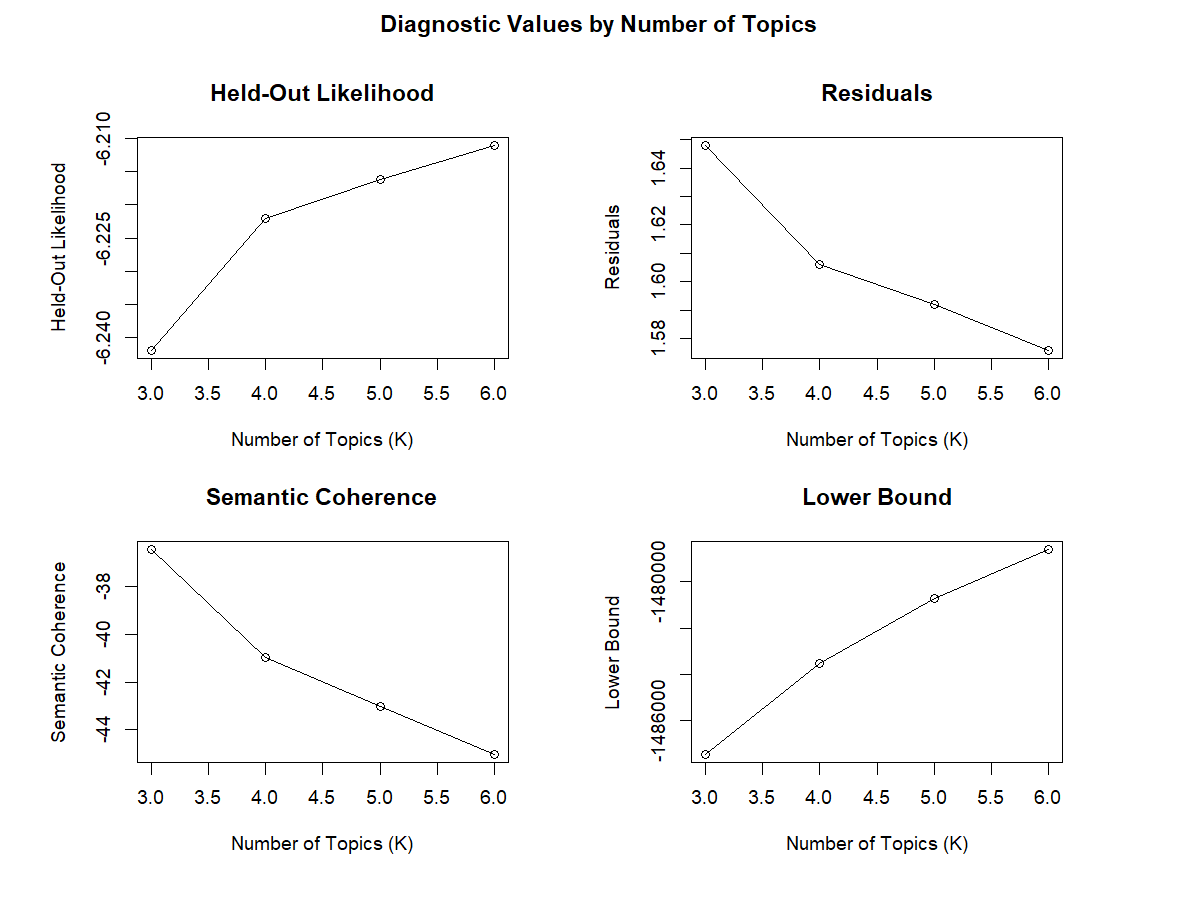 Diagnostic Values by Number of Topics
Held-Out Likelihood
Held-Out Likelihood
-6.210
-6.225
-6.240
3.0 3.5 4.0 4.5 5.0 5.5 6.0
Number of Topics (K)
Residuals
Residuals
1.64
1.62
1.60
1.58
3.0 3.5 4.0 4.5 5.0 5.5 6.0
Number of Topics (K)
Semantic Coherence
Semantic Coherence
-38
-40
-42
-44
3.0 3.5 4.0 4.5 5.0 5.5 6.0
Number of Topics (K)
Lower Bound
Lower Bound
-1480000
-1486000
3.0 3.5 4.0 4.5 5.0 5.5 6.0
Number of Topics (K)